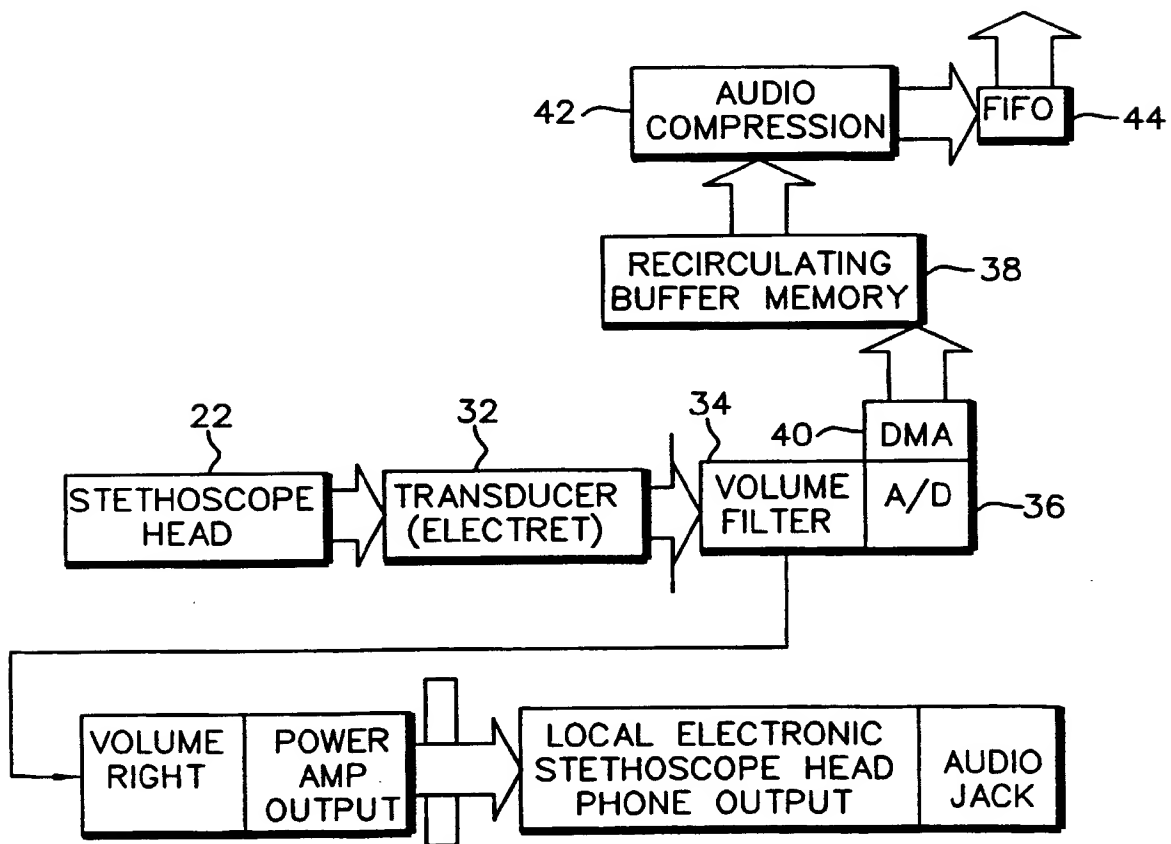 42
AUDIO
COMPRESSION
FIFO
44
RECIRCULATING
BUFFER MEMORY
38
22
STETHOSCOPE
HEAD
32
TRANSDUCER
(ELECTRET)
34
VOLUME
FILTER
40
DMA
A/D
36
VOLUME
RIGHT
POWER
AMP
OUTPUT
LOCAL ELECTRONIC
STETHOSCOPE HEAD
PHONE OUTPUT
AUDIO
JACK